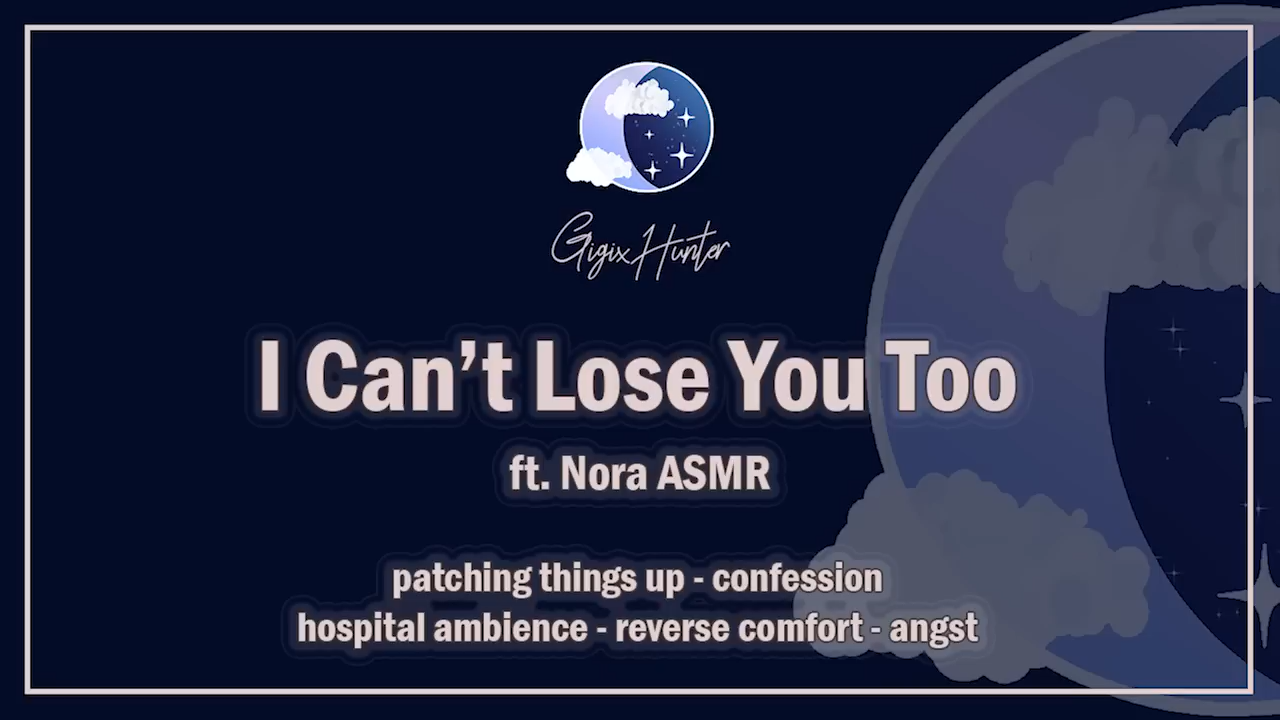 GigixHunter
I Can’t Lose You Too
ft. Nora ASMR
patching things up - confession
hospital ambience - reverse comfort - angst